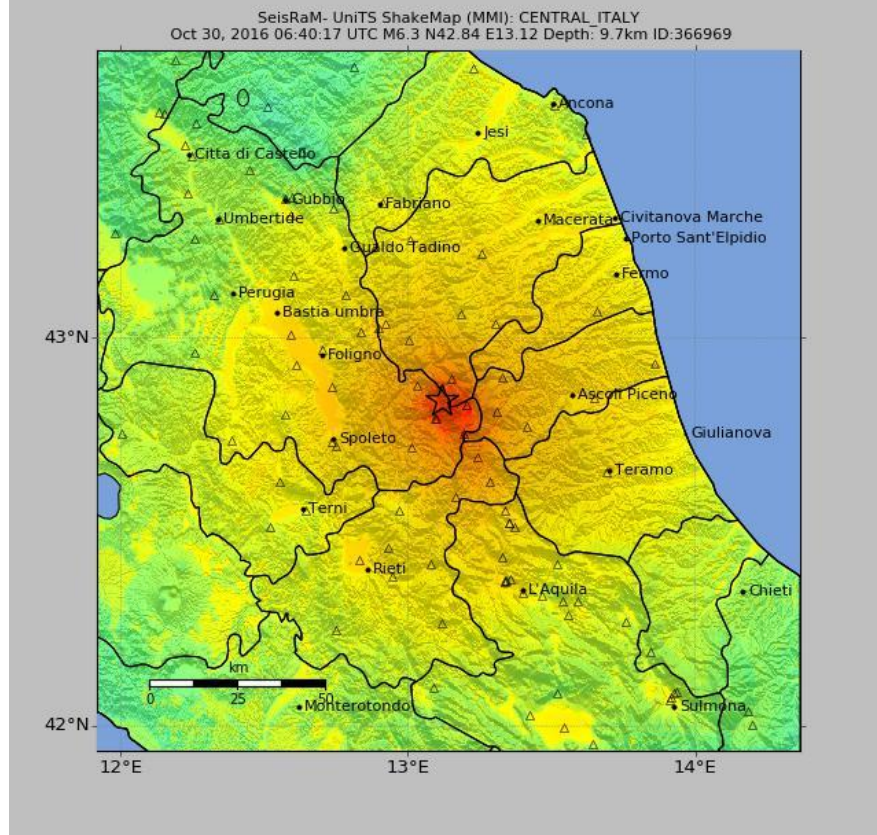 SeisRaM- UniTS ShakeMap (MMI): CENTRAL_ITALY
Oct 30, 2016 06:40:17 UTC M6.3 N42.84 E13.12 Depth: 9.7km ID:366969
Ancona
Jesi
Citta di Castello
Gubbio
Fabriano
Umbertide
Macerata
Civitanova Marche
Porto Sant'Elpidio
Gualdo Tadino
Fermo
Perugia
Bastia umbra
43°N
Foligno
Ascoli Piceno
Giulianova
Spoleto
Teramo
Terni
Rieti
L'Aquila
Chieti
km
0 25 50
Monterotondo
Sulmona
42°N
12°E 13°E 14°E